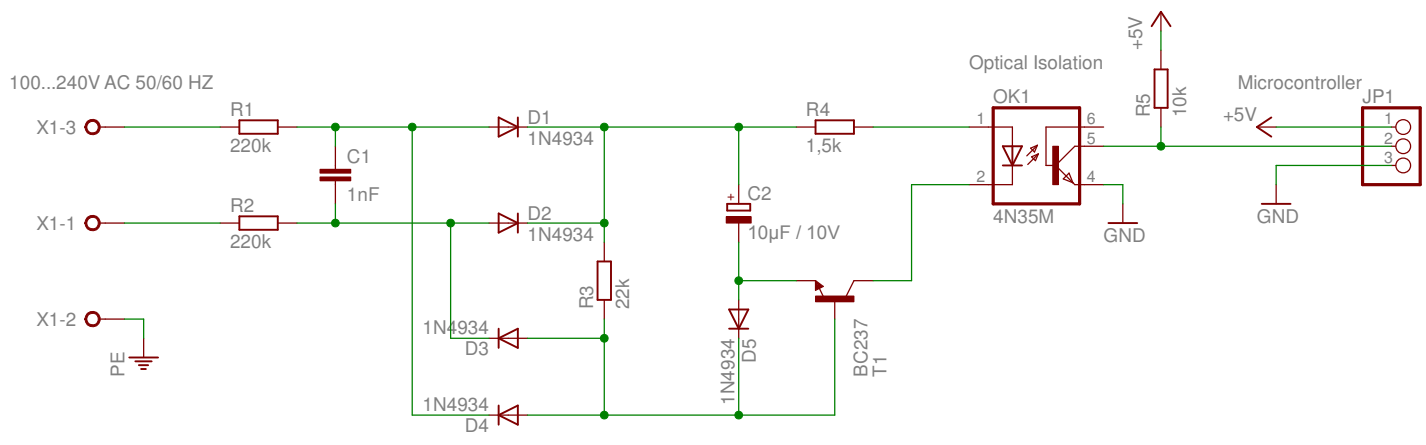 100...240V AC 50/60 HZ
X1-3
R1
220k
C1
1nF
D1
1N4934
R4
1,5k
Optical Isolation
OK1
1
2
6
5
4
4N35M
+5V
R5
10k
GND
Microcontroller
JP1
+5V
1
2
3
GND
X1-1
R2
220k
D2
1N4934
+
C2
10µF / 10V
R3
22k
X1-2
PE
1N4934
D3
1N4934
D4
1N4934
D5
BC237
T1